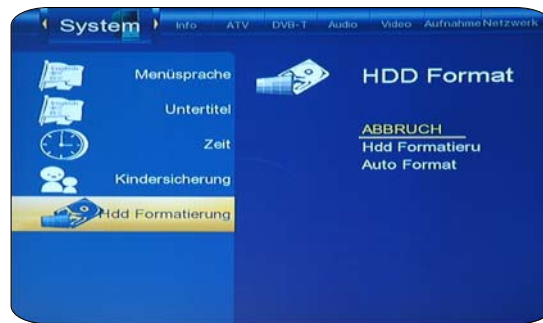 System Info ATV DVB-T Audio Video Aufnahme Netzwerk
Menüsprache
Untertitel
Zeit
Kindersicherung
Hdd Formatierung
HDD Format
ABBRUCH
Hdd Formatieru
Auto Format